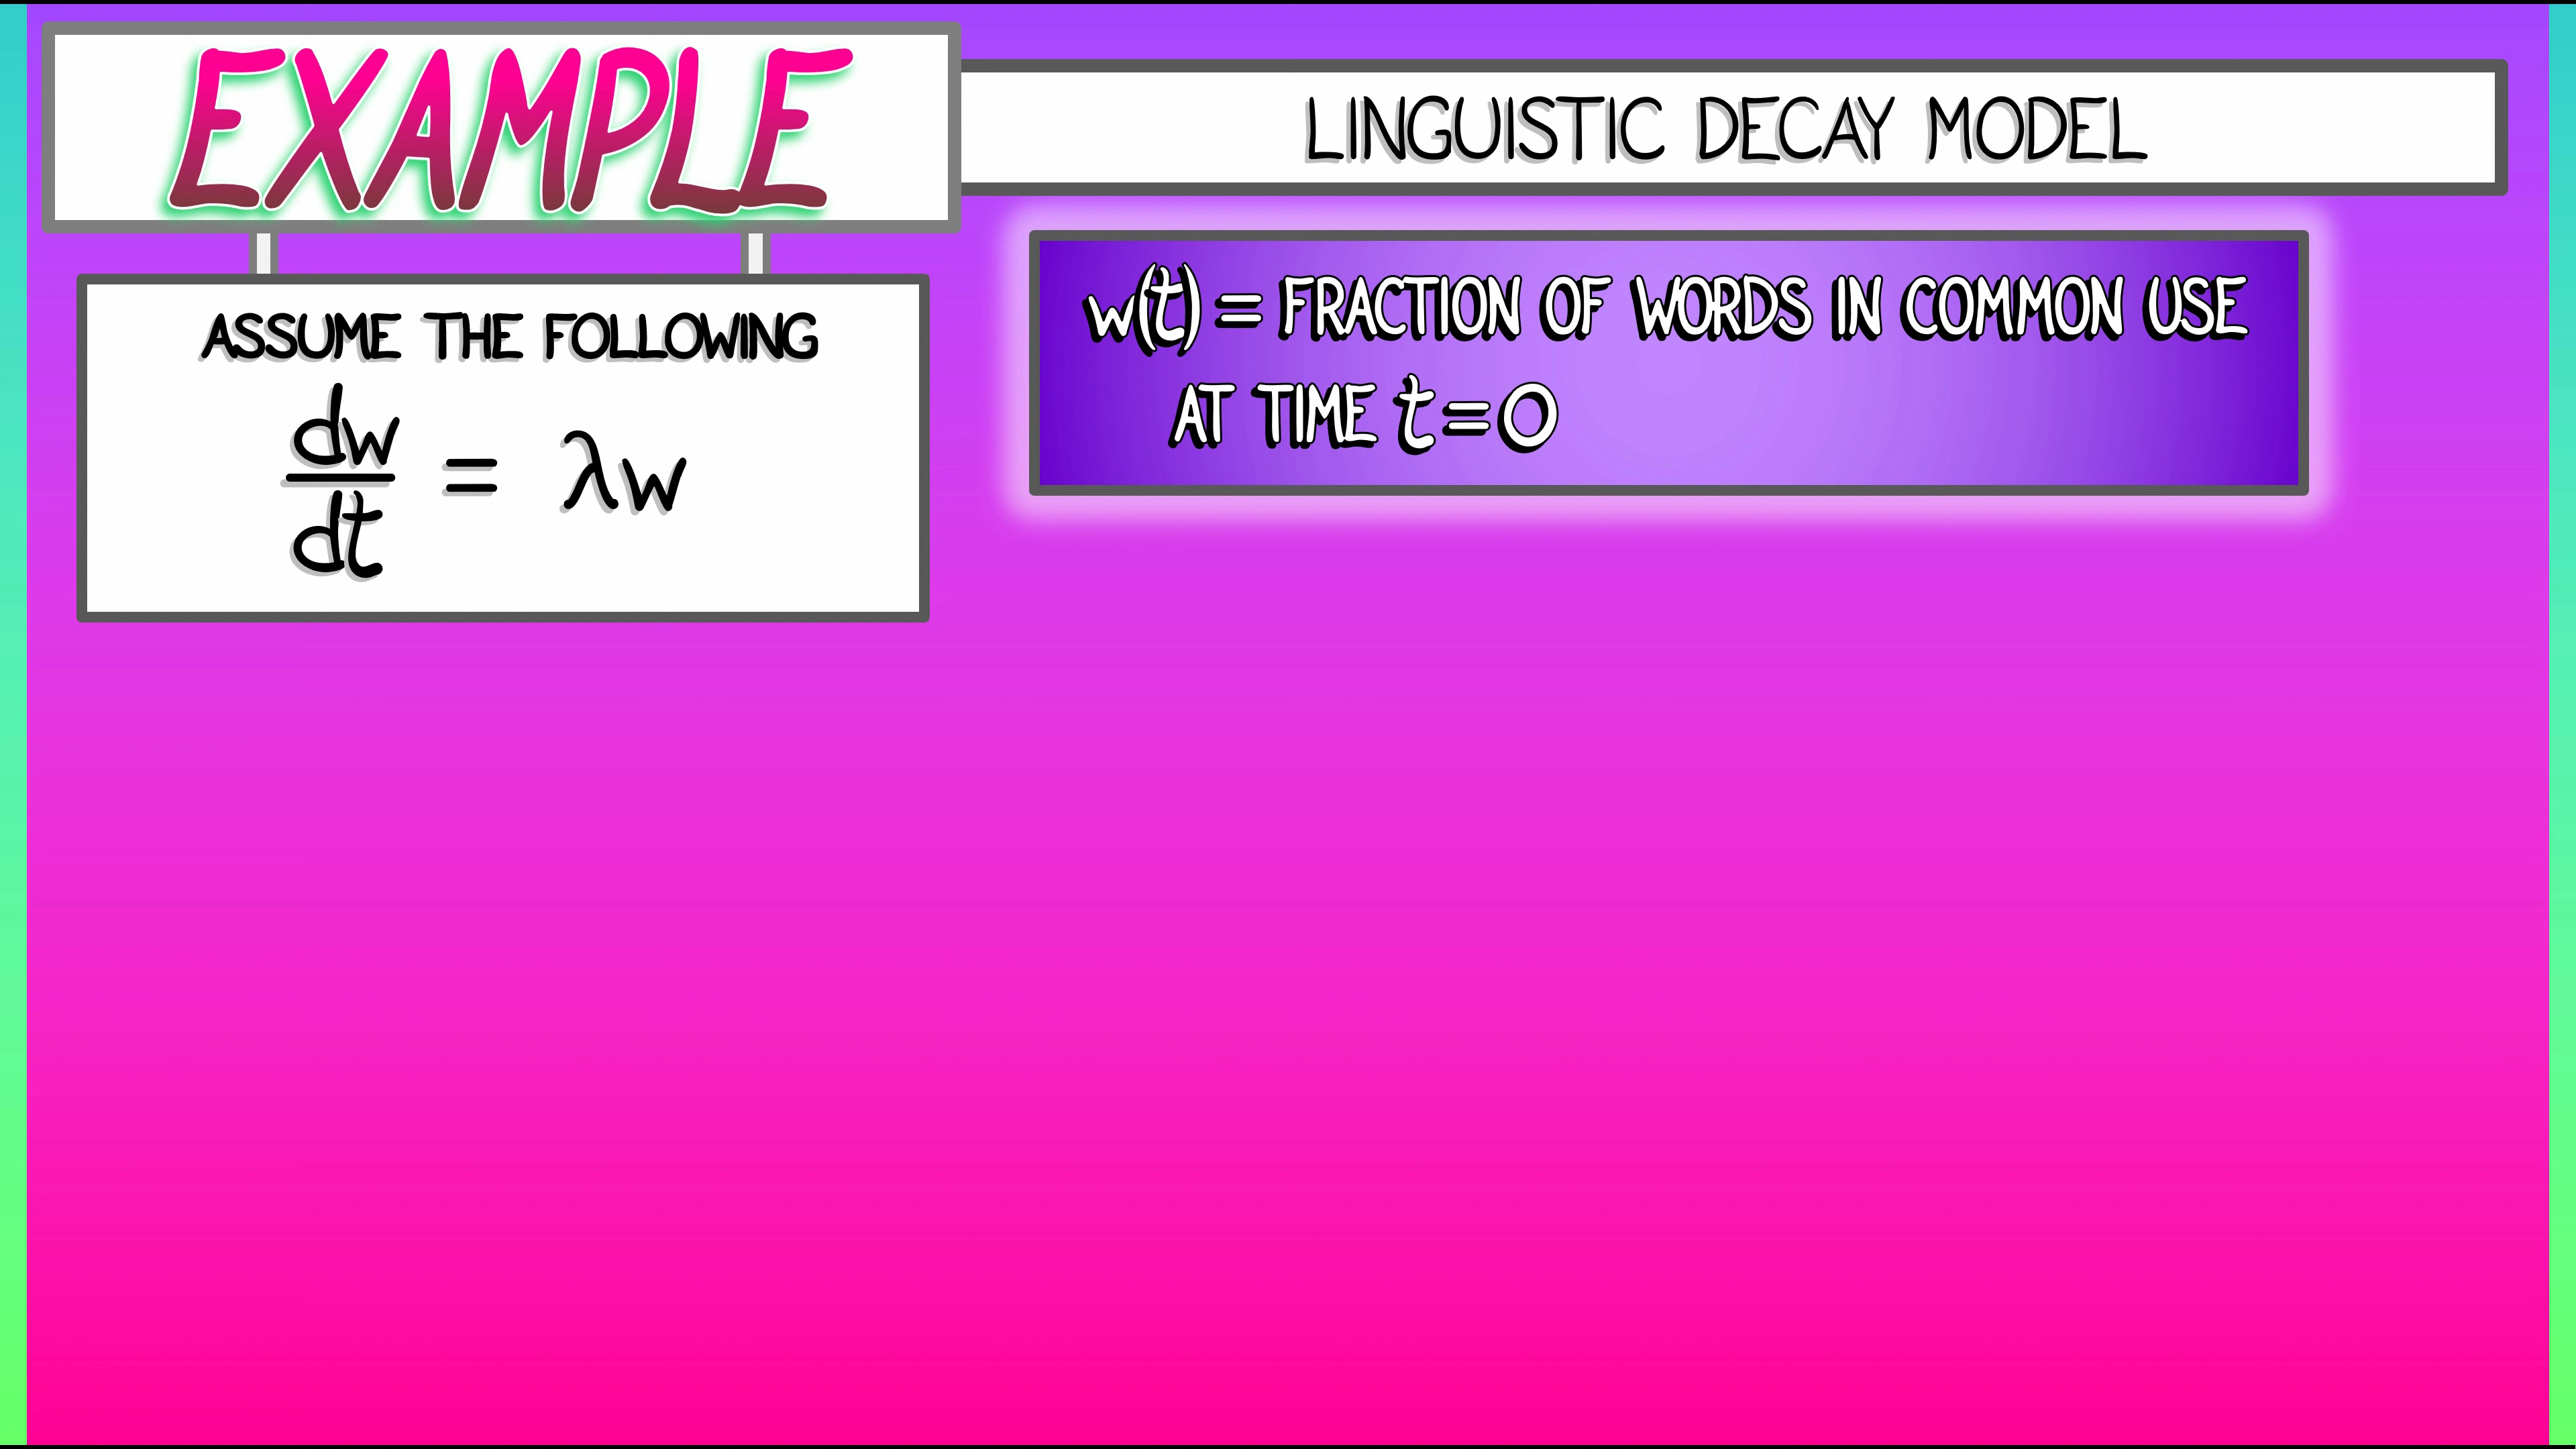 EXAMPLE
LINGUISTIC DECAY MODEL
ASSUME THE FOLLOWING
dw/dt = λw
w(t) = FRACTION OF WORDS IN COMMON USE
AT TIME t=0